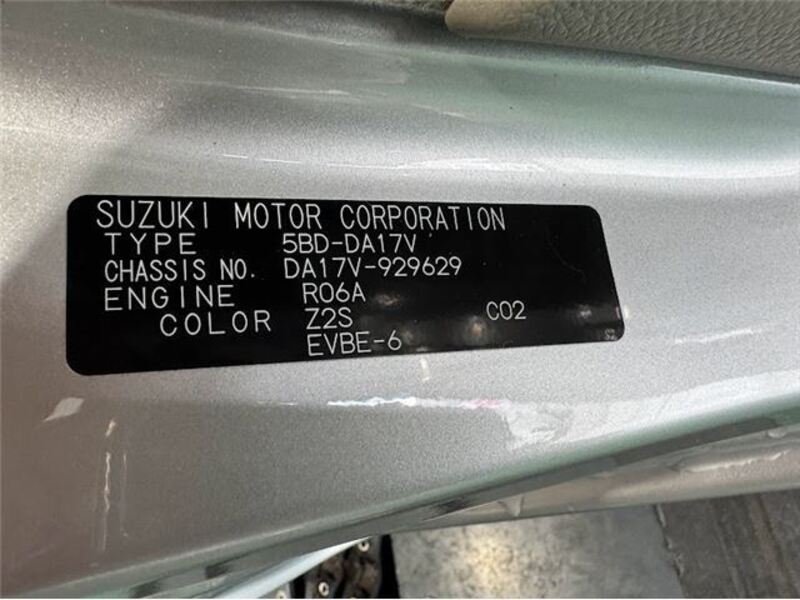 SUZUKI MOTOR CORPORATION
TYPE 5BD-DA17V
CHASSIS NO. DA17V-929629
ENGINE R06A
COLOR Z2S C02
EVBE-6